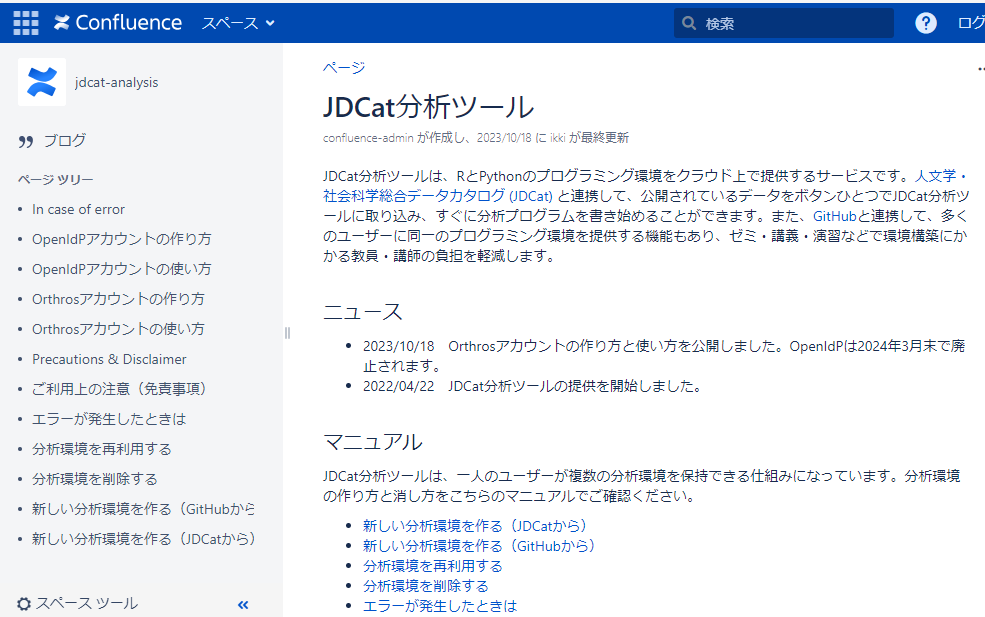 Confluence スペース 検索 ? ログ
jdcat-analysis
ブログ
ページ ツリー
In case of error
OpenIdPアカウントの作り方
OpenIdPアカウントの使い方
Orthrosアカウントの作り方
Orthrosアカウントの使い方
Precautions & Disclaimer
ご利用上の注意（免責事項）
エラーが発生したときは
分析環境を再利用する
分析環境を削除する
新しい分析環境を作る（GitHubから
新しい分析環境を作る（JDCatから）
スペース ツール
ページ
JDCat分析ツール
confluence-admin が作成し、2023/10/18 に ikki が最終更新
JDCat分析ツールは、RとPythonのプログラミング環境をクラウド上で提供するサービスです。人文学・
社会科学総合データカタログ (JDCat) と連携して、公開されているデータをボタンひとつでJDCat分析ツ
ールに取り込み、すぐに分析プログラムを書き始めることができます。また、GitHubと連携して、多く
のユーザーに同一のプログラミング環境を提供する機能もあり、ゼミ・講義・演習などで環境構築にか
かる教員・講師の負担を軽減します。
ニュース
2023/10/18　Orthrosアカウントの作り方と使い方を公開しました。OpenIdPは2024年3月末で廃
止されます。
2022/04/22　JDCat分析ツールの提供を開始しました。
マニュアル
JDCat分析ツールは、一人のユーザーが複数の分析環境を保持できる仕組みになっています。分析環境
の作り方と消し方をこちらのマニュアルでご確認ください。
新しい分析環境を作る（JDCatから）
新しい分析環境を作る（GitHubから）
分析環境を再利用する
分析環境を削除する
エラーが発生したときは